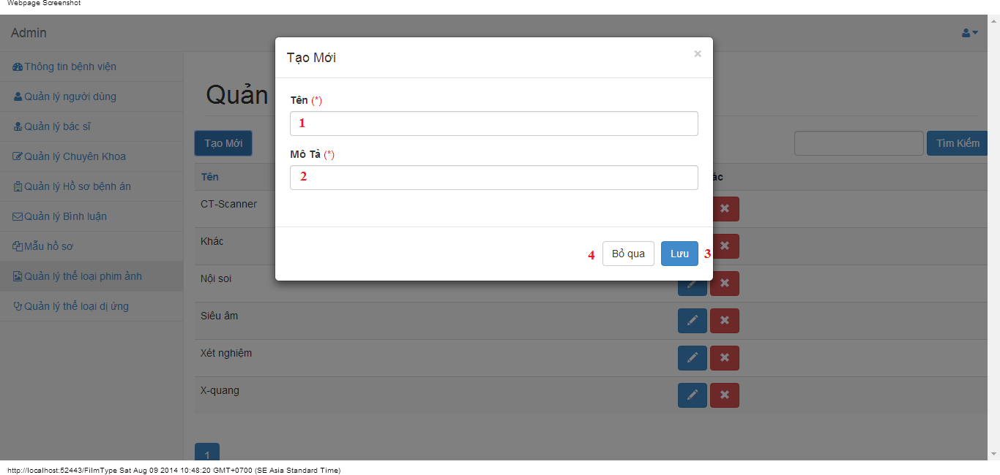 Webpage Screenshot
Admin
Tạo Mới
×
Thông tin bệnh viện
Quản lý người dùng
Quản lý bác sĩ
Quản lý Chuyên Khoa
Quản lý Hồ sơ bệnh án
Quản lý Bình luận
Mẫu hồ sơ
Quản lý thể loại phim ảnh
Quản lý thể loại dị ứng
Quản
Tên (*)
1
Mô Tả (*)
2
4 Bỏ qua Lưu 3
Tạo Mới
Tìm Kiếm
Tên ác
CT-Scanner
Khác
Nội soi
Siêu âm
Xét nghiệm
X-quang
1
http://localhost:52443/FilmType Sat Aug 09 2014 10:48:20 GMT+0700 (SE Asia Standard Time)